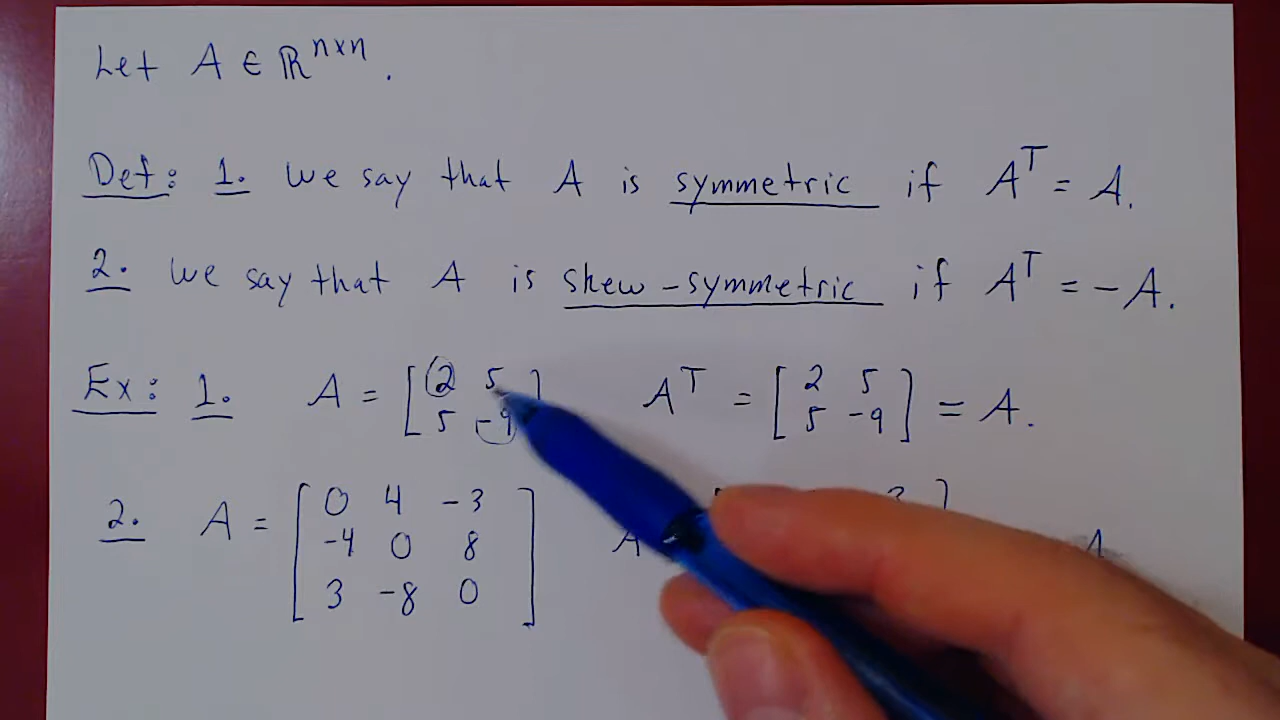 Let A ∈ ℝ^{n×n}.
Def: 1. We say that A is symmetric if A^T = A.
2. We say that A is skew-symmetric if A^T = -A.
Ex: 1. A = [2 5 A^T = [2 5
5 -9] 5 -9] = A.
2. A = [0 4 -3
-4 0 8 A A
3 -8 0]